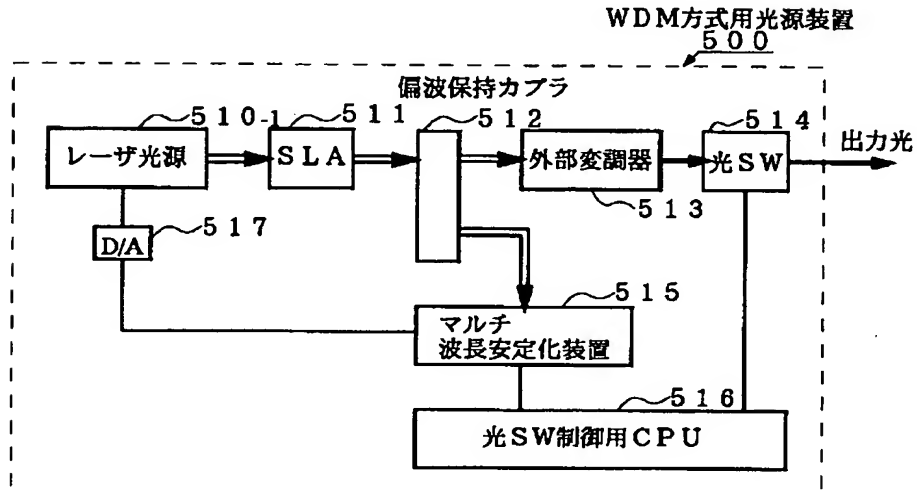 WDM方式用光源装置
500
偏波保持カプラ
510-1
511
512
514
レーザ光源
SLA
外部変調器
光SW
出力光
513
517
D/A
515
マルチ
波長安定化装置
516
光SW制御用CPU